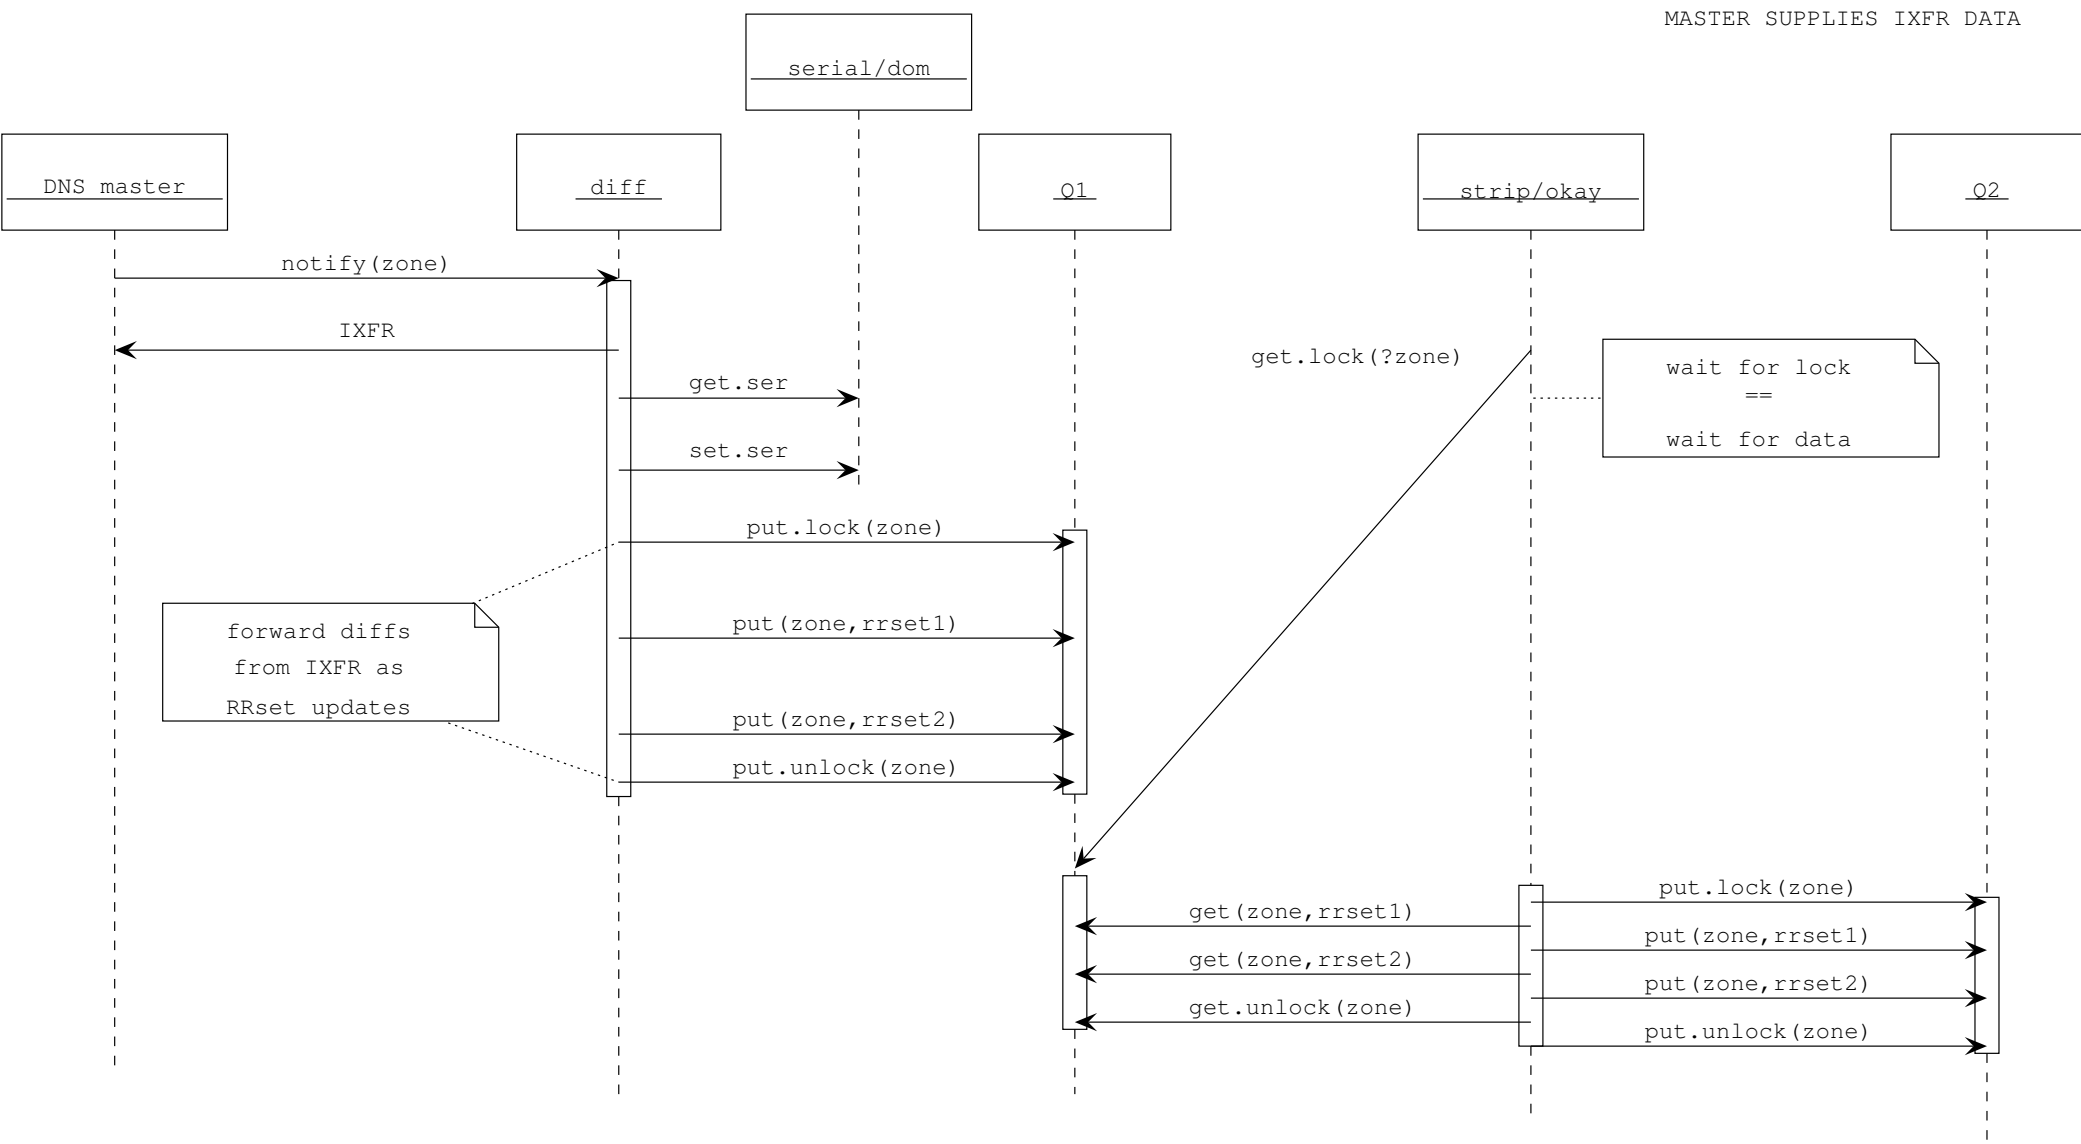 MASTER SUPPLIES IXFR DATA
serial/dom
DNS master
diff
Q1
strip/okay
Q2
notify(zone)
IXFR
get.ser
set.ser
get.lock(?zone)
wait for lock
==
wait for data
put.lock(zone)
forward diffs
from IXFR as
RRset updates
put(zone,rrset1)
put(zone,rrset2)
put.unlock(zone)
put.lock(zone)
get(zone,rrset1)
put(zone,rrset1)
get(zone,rrset2)
put(zone,rrset2)
get.unlock(zone)
put.unlock(zone)